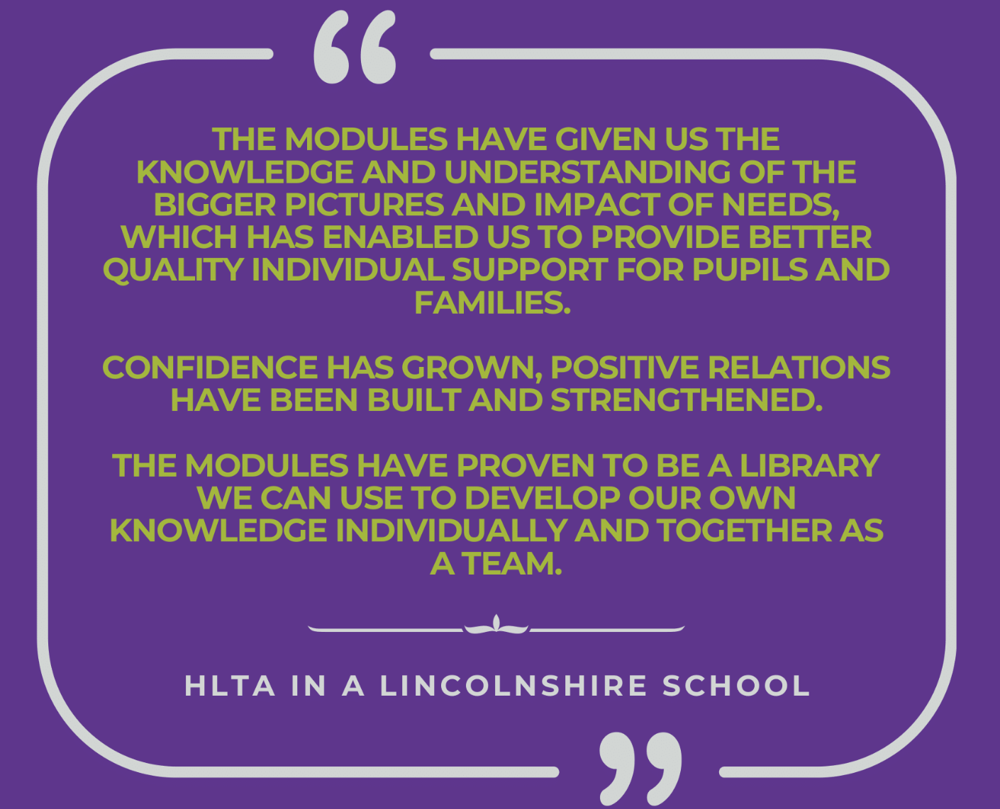 “
THE MODULES HAVE GIVEN US THE
KNOWLEDGE AND UNDERSTANDING OF THE
BIGGER PICTURES AND IMPACT OF NEEDS,
WHICH HAS ENABLED US TO PROVIDE BETTER
QUALITY INDIVIDUAL SUPPORT FOR PUPILS AND
FAMILIES.
CONFIDENCE HAS GROWN, POSITIVE RELATIONS
HAVE BEEN BUILT AND STRENGTHENED.
THE MODULES HAVE PROVEN TO BE A LIBRARY
WE CAN USE TO DEVELOP OUR OWN
KNOWLEDGE INDIVIDUALLY AND TOGETHER AS
A TEAM.
HLTA IN A LINCOLNSHIRE SCHOOL
”